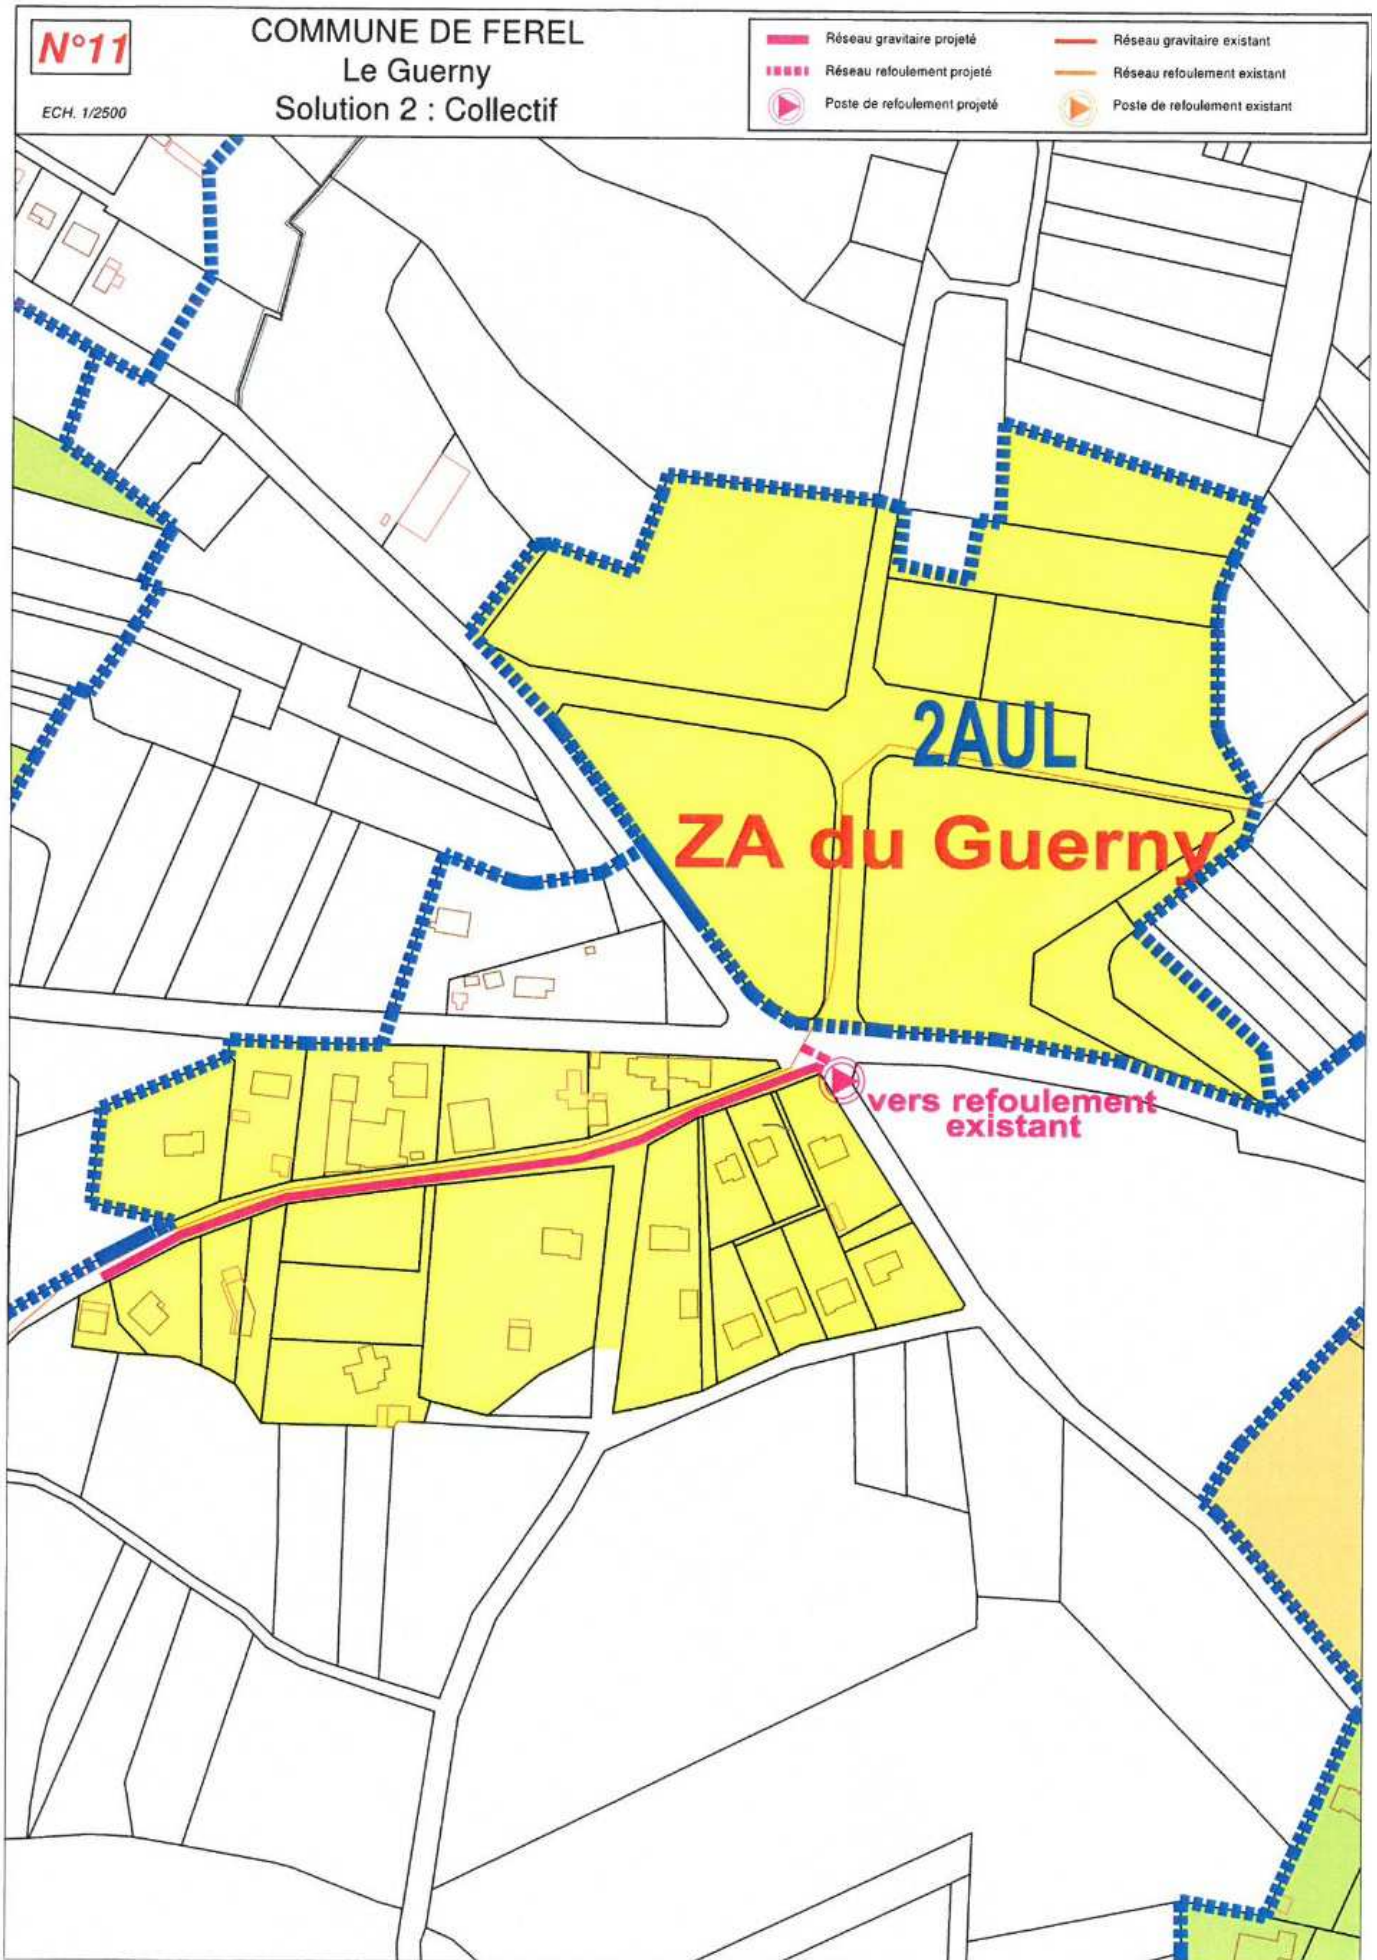 N°11
ECH. 1/2500
COMMUNE DE FEREL
Le Guerny
Solution 2 : Collectif
Réseau gravitaire projeté
Réseau refoulement projeté
Poste de refoulement projeté
Réseau gravitaire existant
Réseau refoulement existant
Poste de refoulement existant
2AUL
ZA du Guerny
vers refoulement
existant